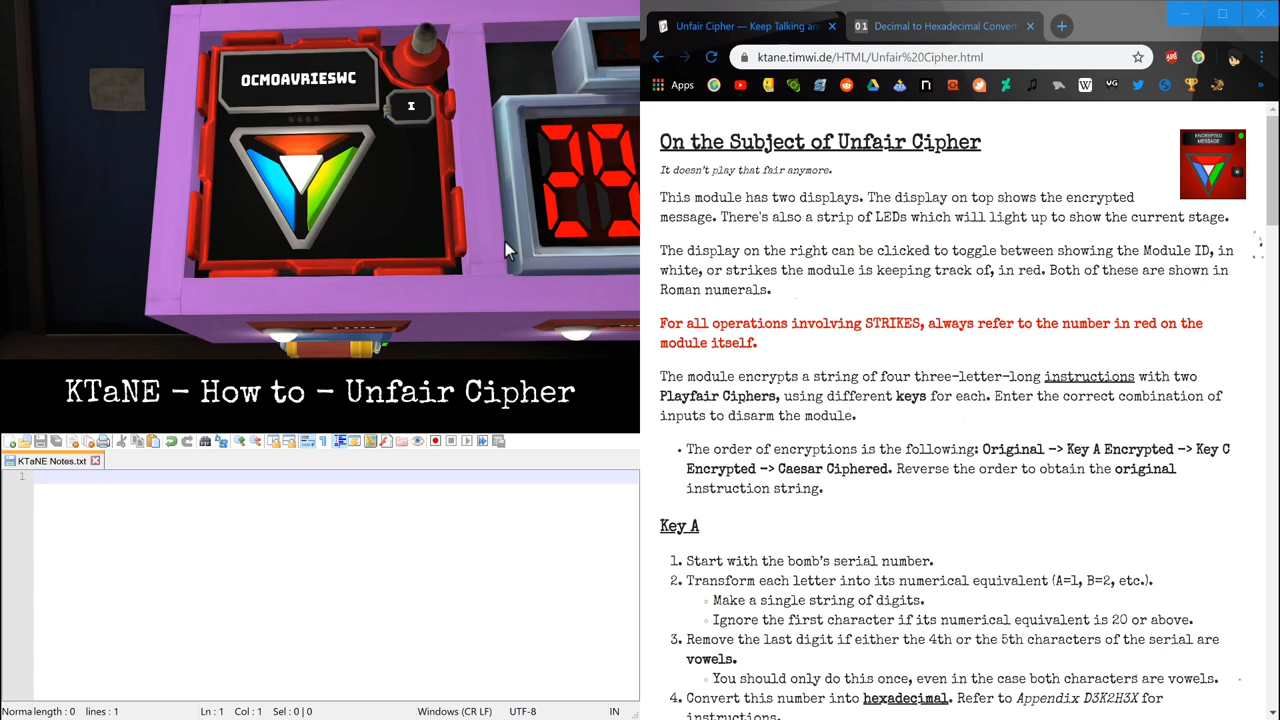 OCMOAVRIESWC
I
KTaNE - How to - Unfair Cipher
KTaNE Notes.txt
1
Norma length : 0 lines : 1 Ln : 1 Col : 1 Sel : 0 | 0 Windows (CR LF) UTF-8 IN
Unfair Cipher — Keep Talking and
01 Decimal to Hexadecimal Convert
ktane.timwi.de/HTML/Unfair%20Cipher.html
Apps
On the Subject of Unfair Cipher
ENCRYPTED
MESSAGE
It doesn't play that fair anymore.
This module has two displays. The display on top shows the encrypted
message. There's also a strip of LEDs which will light up to show the current stage.
The display on the right can be clicked to toggle between showing the Module ID, in
white, or strikes the module is keeping track of, in red. Both of these are shown in
Roman numerals.
For all operations involving STRIKES, always refer to the number in red on the
module itself.
The module encrypts a string of four three-letter-long instructions with two
Playfair Ciphers, using different keys for each. Enter the correct combination of
inputs to disarm the module.
• The order of encryptions is the following: Original -> Key A Encrypted -> Key C
Encrypted -> Caesar Ciphered. Reverse the order to obtain the original
instruction string.
Key A
1. Start with the bomb's serial number.
2. Transform each letter into its numerical equivalent (A=1, B=2, etc.).
◦ Make a single string of digits.
◦ Ignore the first character if its numerical equivalent is 20 or above.
3. Remove the last digit if either the 4th or the 5th characters of the serial are
vowels.
◦ You should only do this once, even in the case both characters are vowels.
4. Convert this number into hexadecimal. Refer to Appendix D3K2H3X for
instructions.